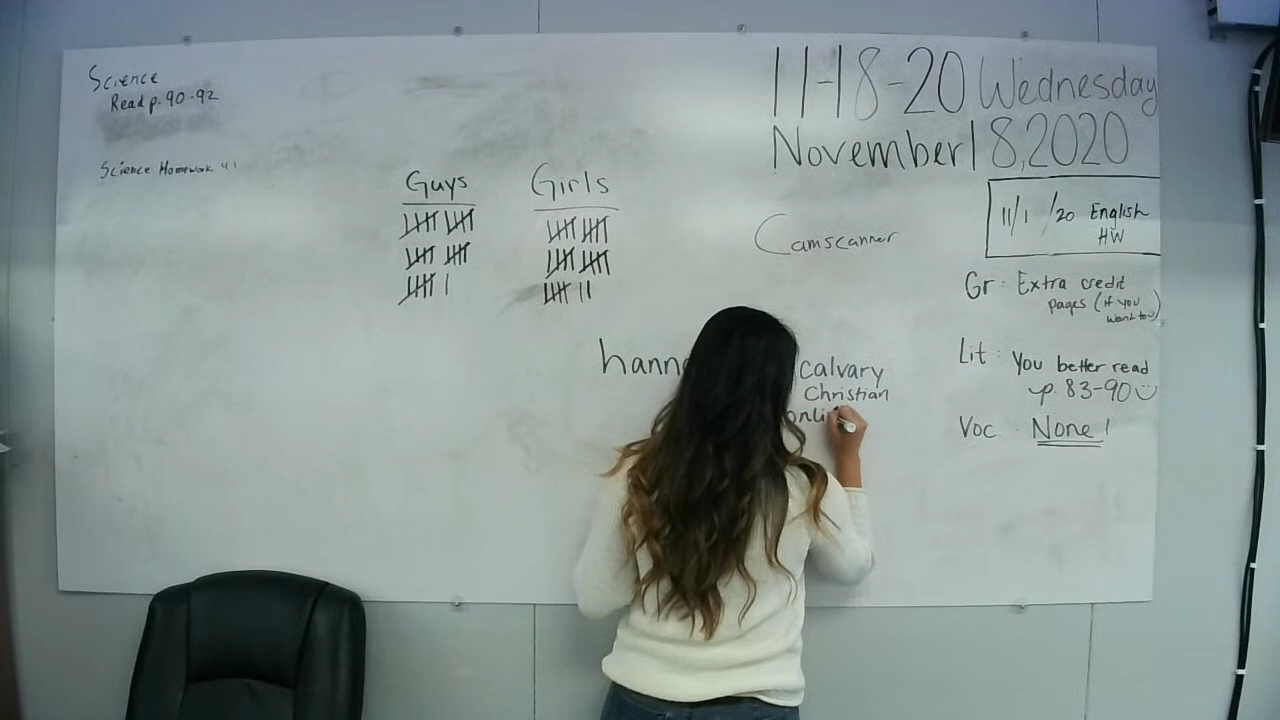 Science
Read p. 90-92
Science Homework 4.1
Guys
Girls
11-18-20 Wednesday
November 18, 2020
Camscanner
11/1 /20 English
HW
Gr: Extra credit
pages (if you
want to)
Lit: You better read
p. 83-90
Voc: None!
calvary
Christian